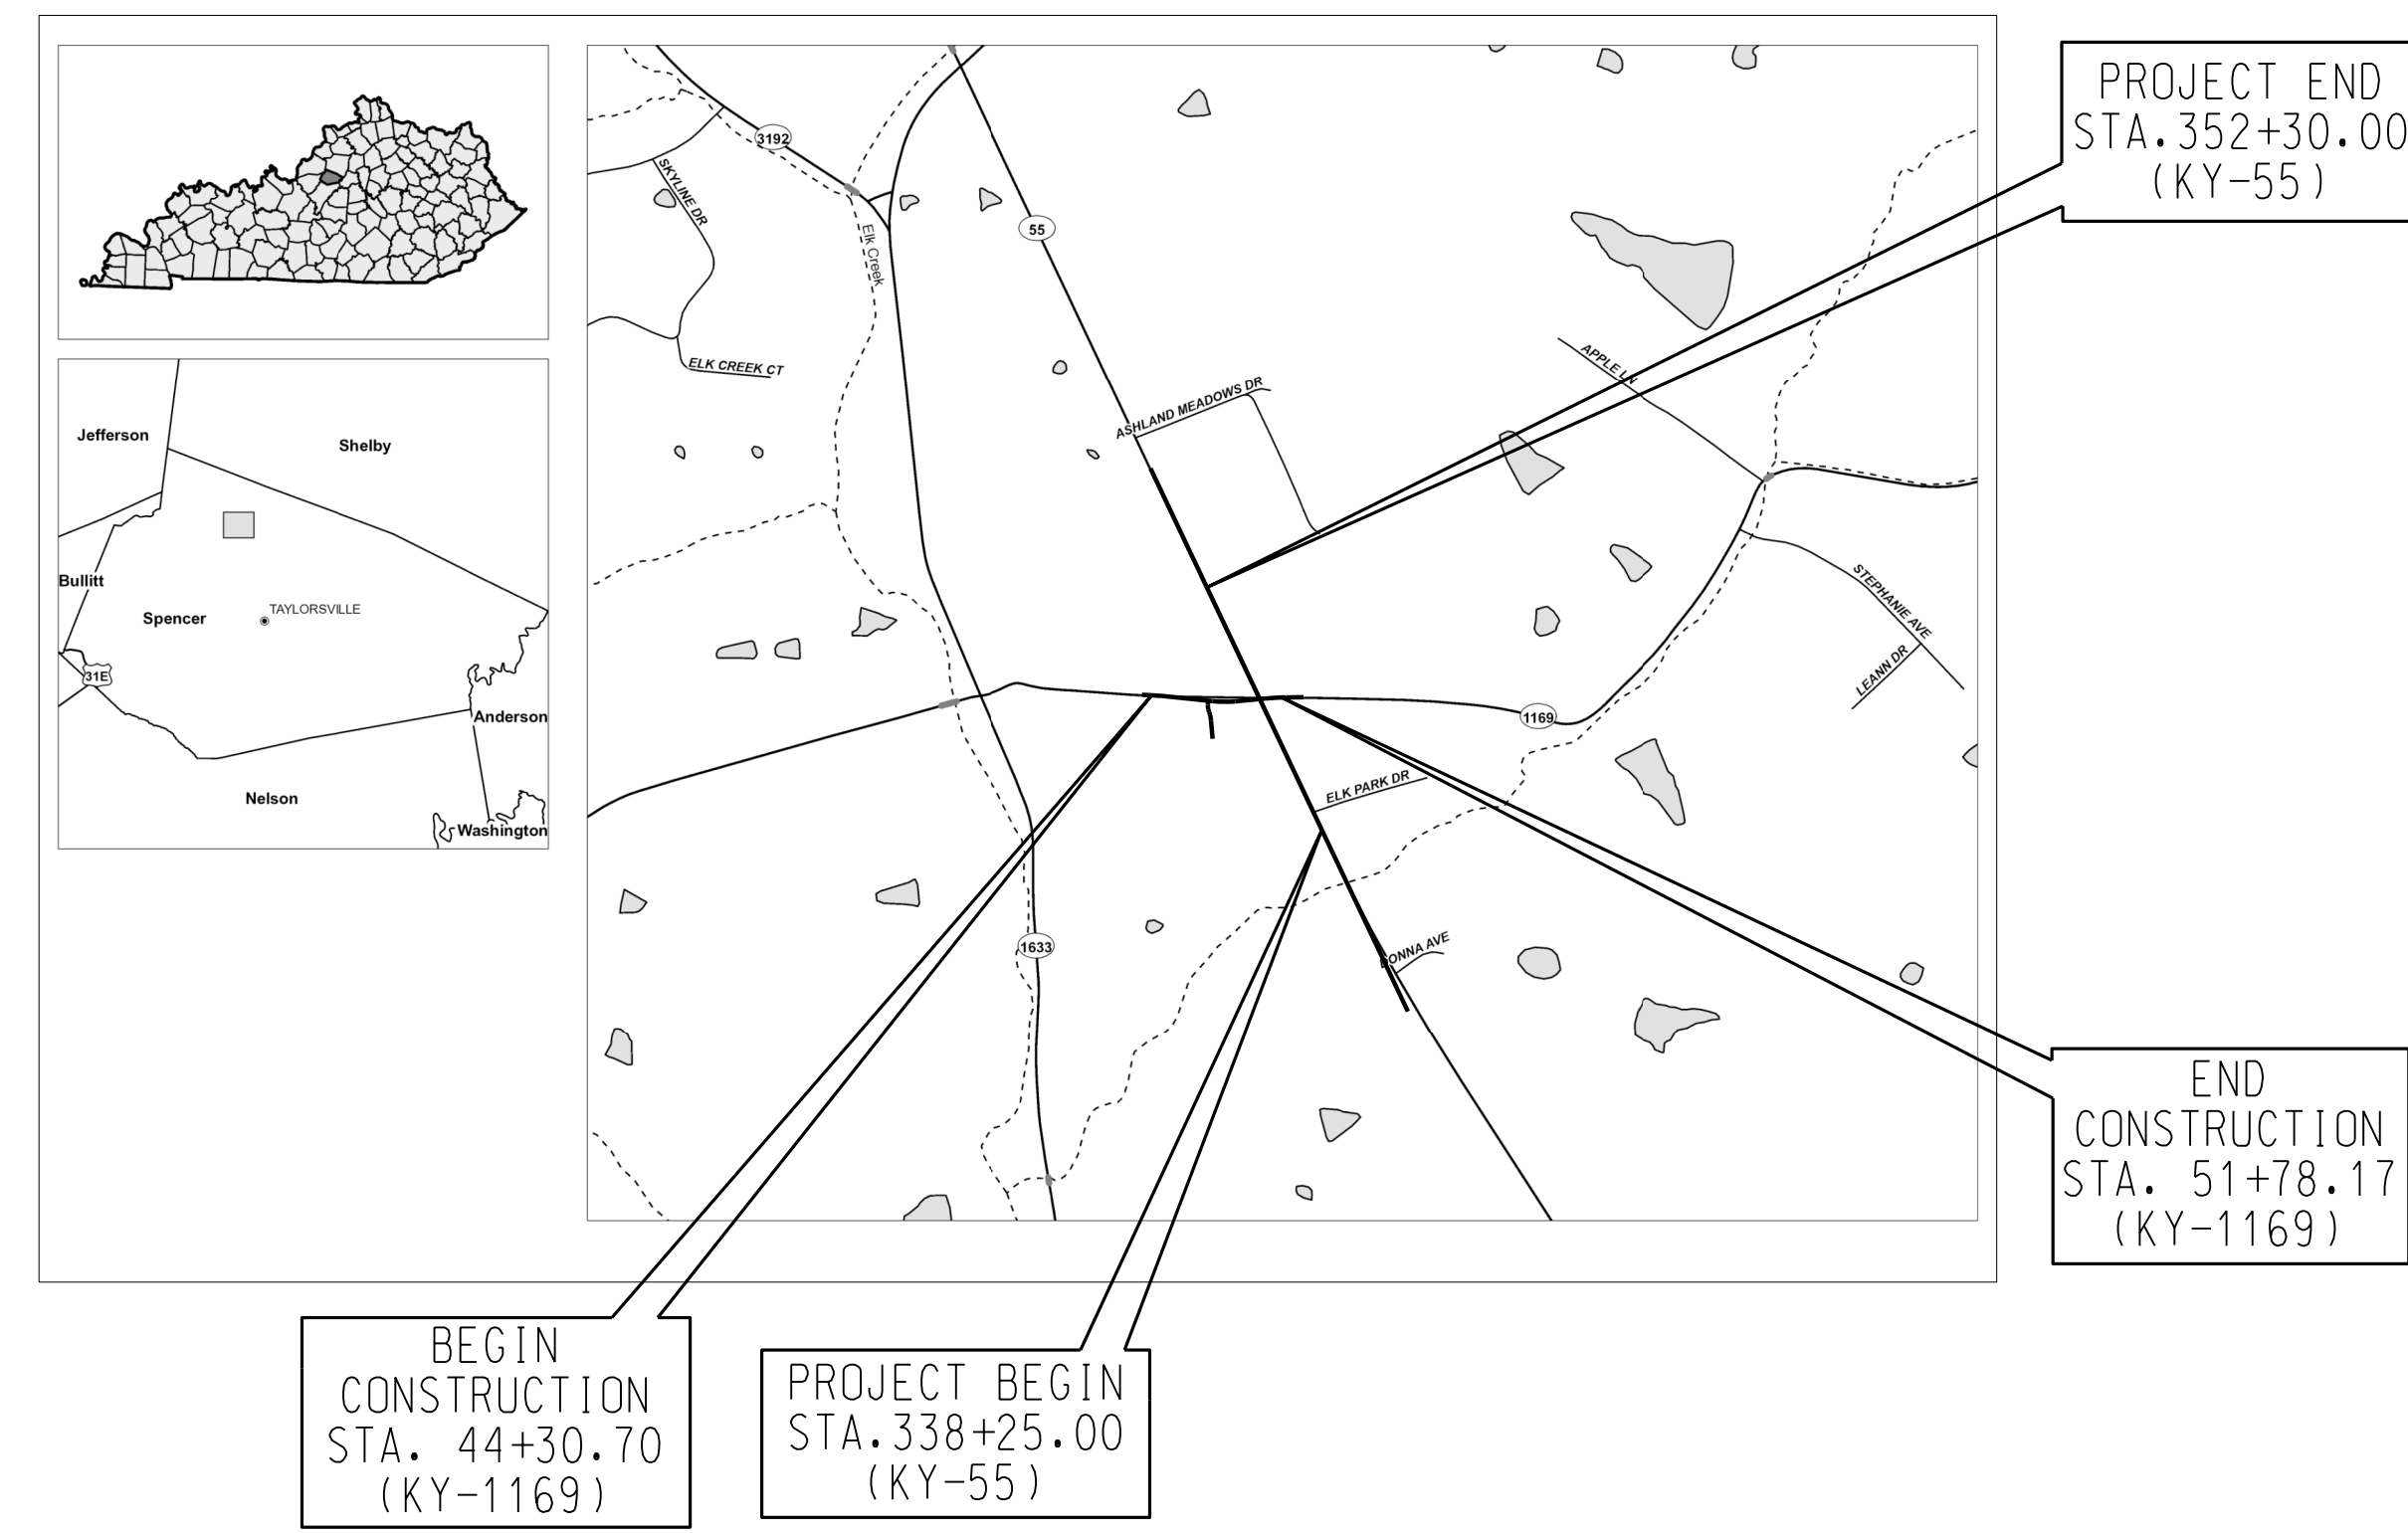 PROJECT END
STA.352+30.00
(KY-55)
3192
SKYLINE DR
55
Elk Creek
ELK CREEK CT
APPLE LN
ASHLAND MEADOWS DR
Jefferson
Shelby
Bullitt
Spencer
TAYLORSVILLE
31E
Anderson
Nelson
Washington
STEPHANIE AVE
LEANN DR
1169
ELK PARK DR
1633
END
CONSTRUCTION
STA. 51+78.17
(KY-1169)
BEGIN
CONSTRUCTION
STA. 44+30.70
(KY-1169)
PROJECT BEGIN
STA.338+25.00
(KY-55)